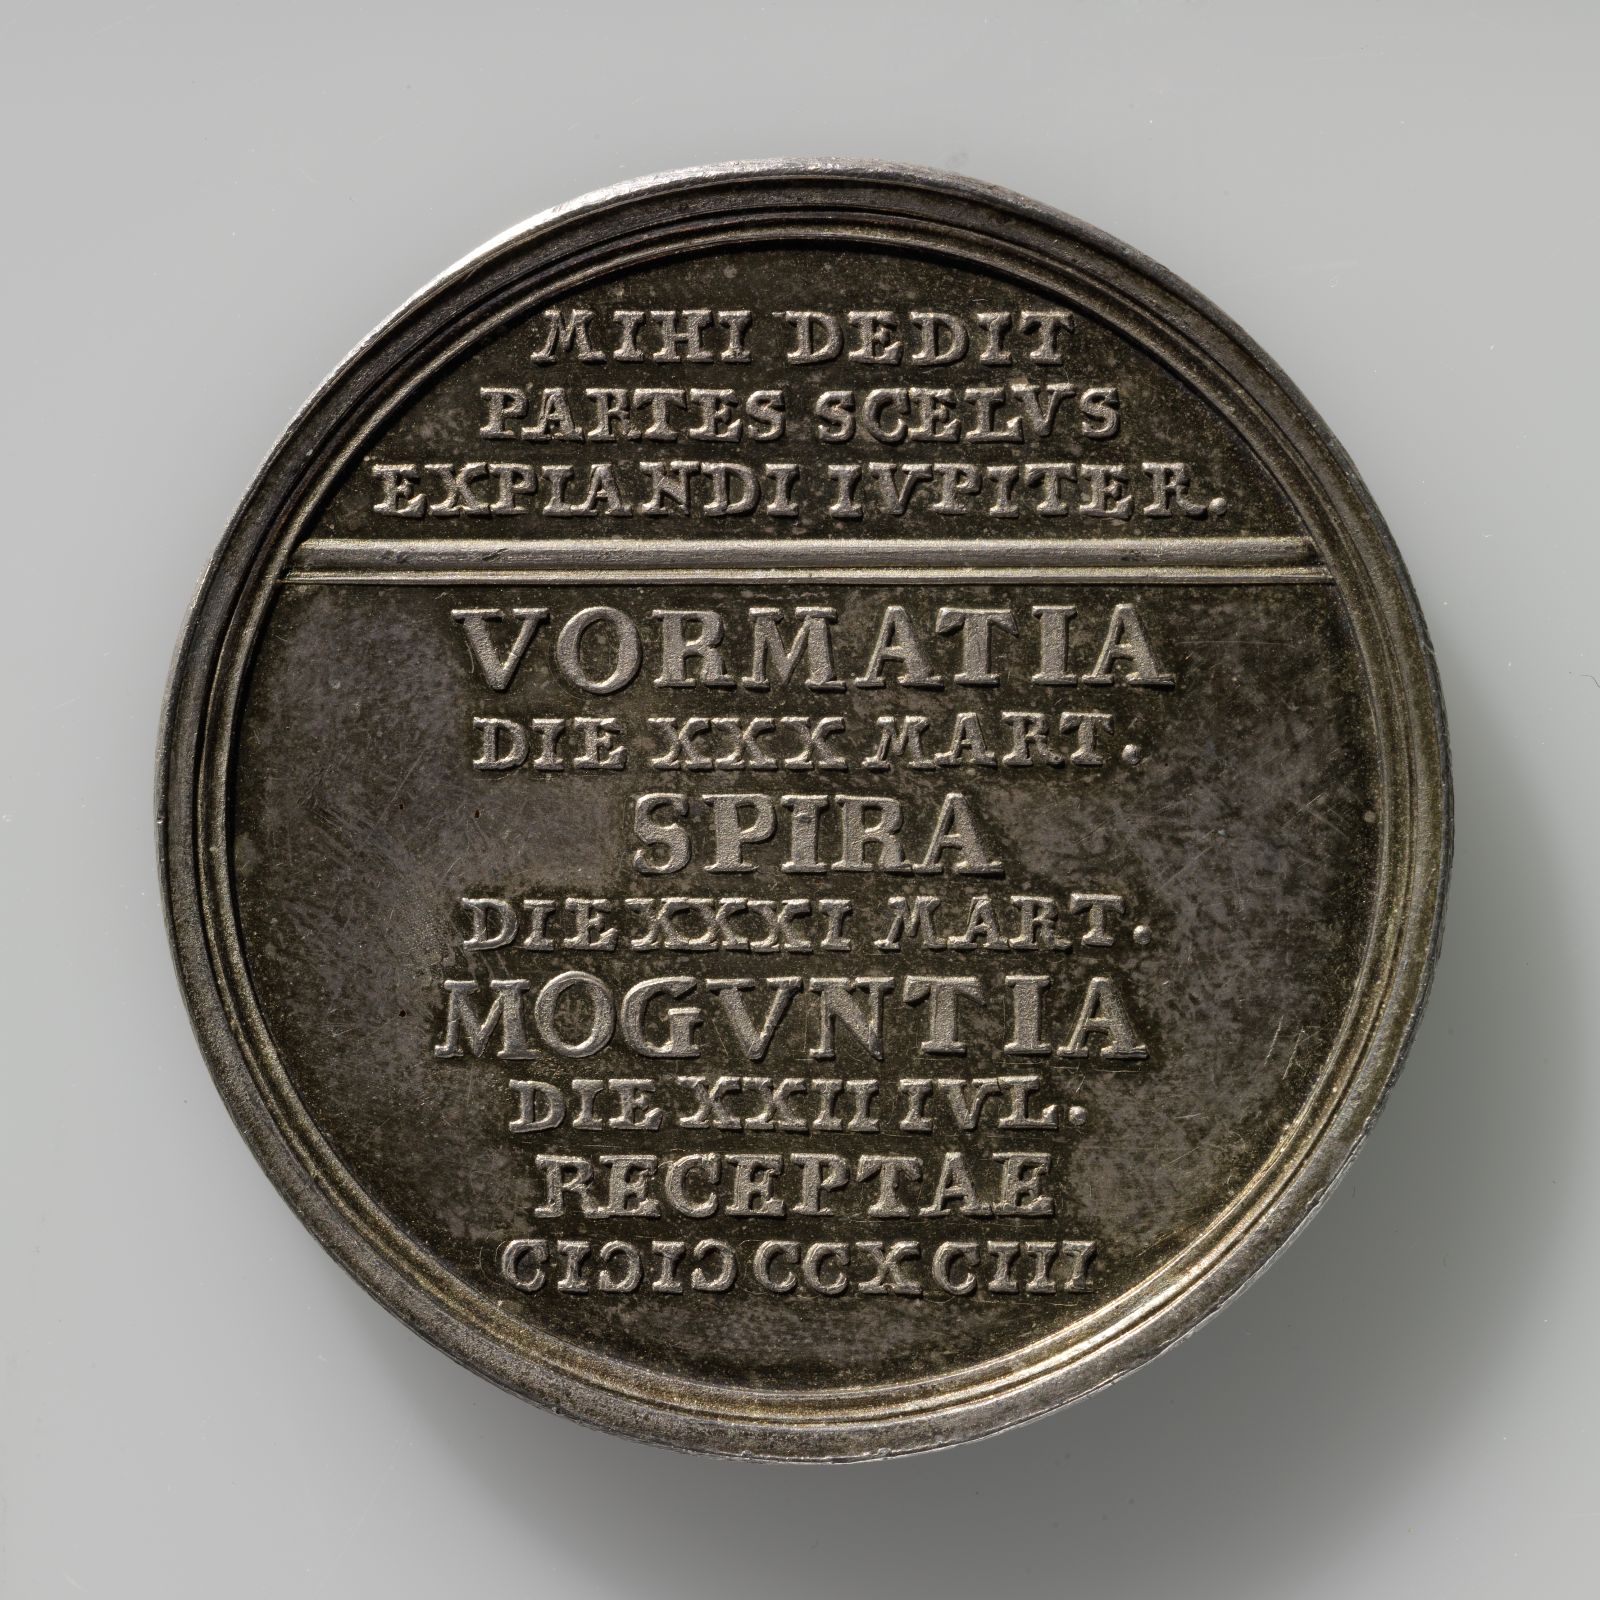 MIHI DEDIT
PARTES SCELVS
EXPIANDI IVPITER.
VORMATIA
DIE XXX MART.
SPIRA
DIE XXXI MART.
MOGVNTIA
DIE XXII IVL.
RECEPTAE
CIƆIƆCCXCIII